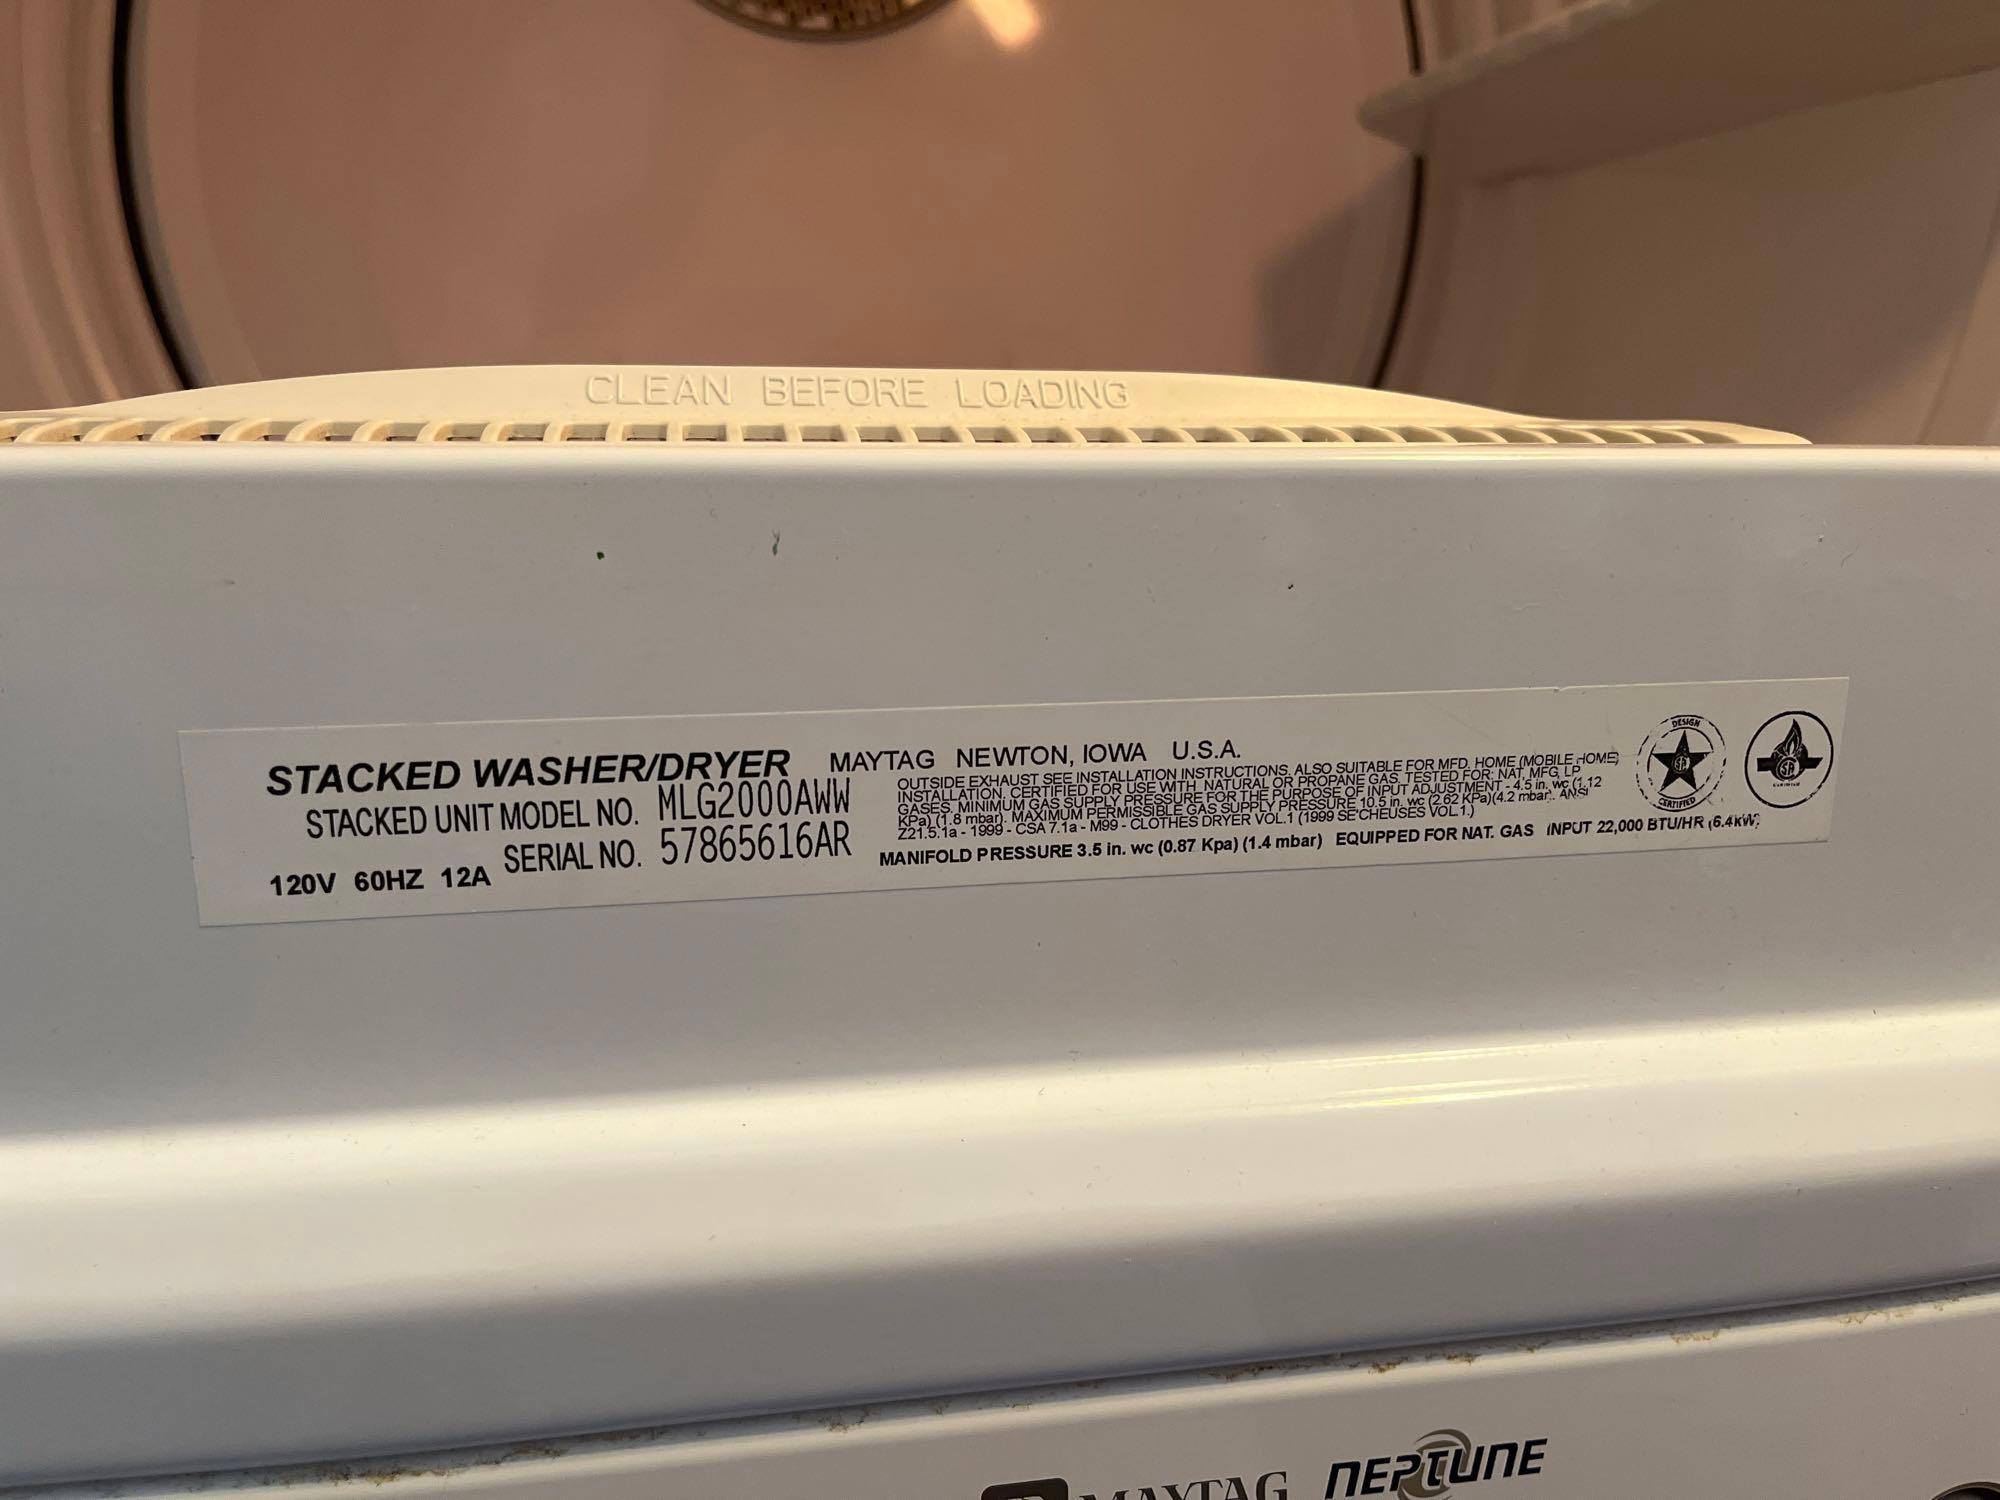 CLEAN BEFORE LOADING
STACKED WASHER/DRYER MAYTAG NEWTON, IOWA U.S.A.
STACKED UNIT MODEL NO. MLG2000AWW
SERIAL NO. 57865616AR
120V 60HZ 12A
OUTSIDE EXHAUST SEE INSTALLATION INSTRUCTIONS, ALSO SUITABLE FOR MFD. HOME (MOBILE HOME)
INSTALLATION. CERTIFIED FOR USE WITH NATURAL OR PROPANE GAS. TESTED FOR: NAT, MFG, LP
GASES. MINIMUM GAS SUPPLY PRESSURE FOR THE PURPOSE OF INPUT ADJUSTMENT - 4.5 in. wc (1.12
KPa) (1.8 mbar). MAXIMUM PERMISSIBLE GAS SUPPLY PRESSURE 10.5 in. wc (2.62 KPa)(4.2 mbar). ANSI
Z21.5.1a - 1999 - CSA 7.1a - M99 - CLOTHES DRYER VOL.1 (1999 SE'CHEUSES VOL 1.)
MANIFOLD PRESSURE 3.5 in. wc (0.87 Kpa) (1.4 mbar) EQUIPPED FOR NAT. GAS INPUT 22,000 BTU/HR (6.4kW)
DESIGN
CERTIFIED
MAYTAG NEPTUNE